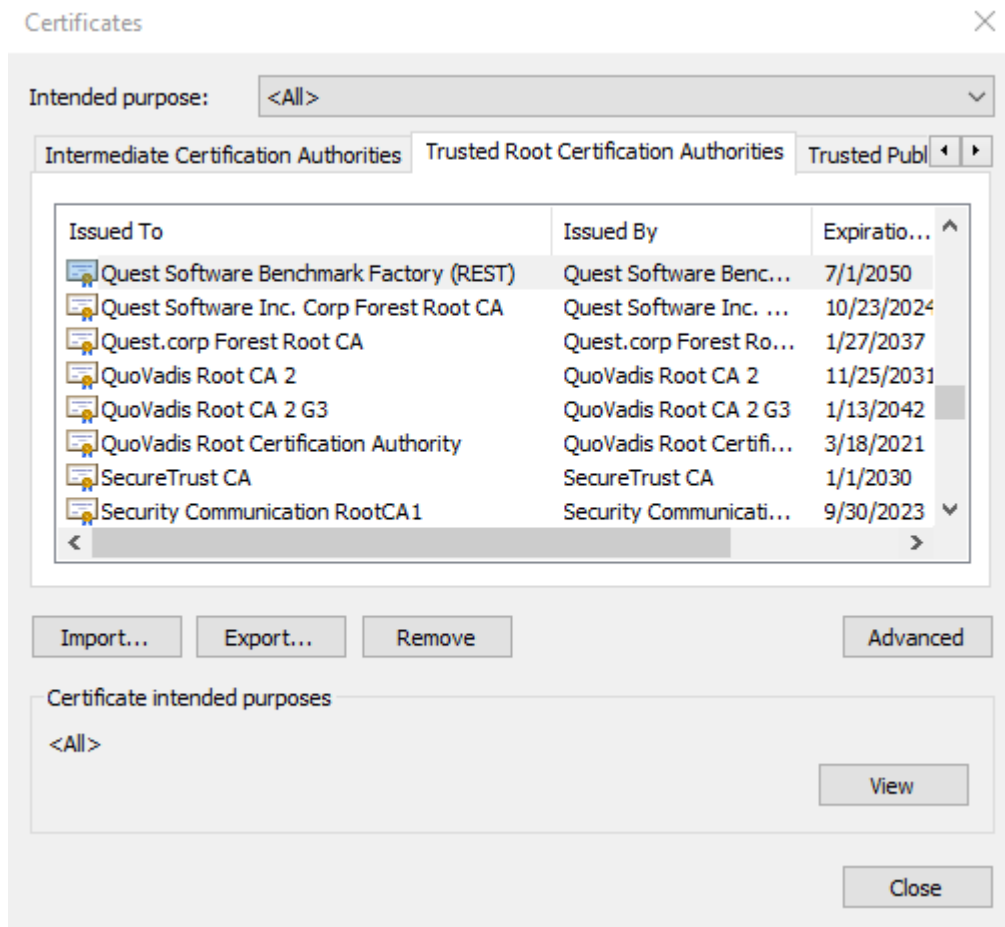 Certificates
Intended purpose: <All>
Intermediate Certification Authorities Trusted Root Certification Authorities Trusted Publ
Issued To Issued By Expiratio...
Quest Software Benchmark Factory (REST) Quest Software Benc... 7/1/2050
Quest Software Inc. Corp Forest Root CA Quest Software Inc. ... 10/23/2024
Quest.corp Forest Root CA Quest.corp Forest Ro... 1/27/2037
QuoVadis Root CA 2 QuoVadis Root CA 2 11/25/2031
QuoVadis Root CA 2 G3 QuoVadis Root CA 2 G3 1/13/2042
QuoVadis Root Certification Authority QuoVadis Root Certifi... 3/18/2021
SecureTrust CA SecureTrust CA 1/1/2030
Security Communication RootCA1 Security Communicati... 9/30/2023
Import... Export... Remove Advanced
Certificate intended purposes
<All>
View
Close